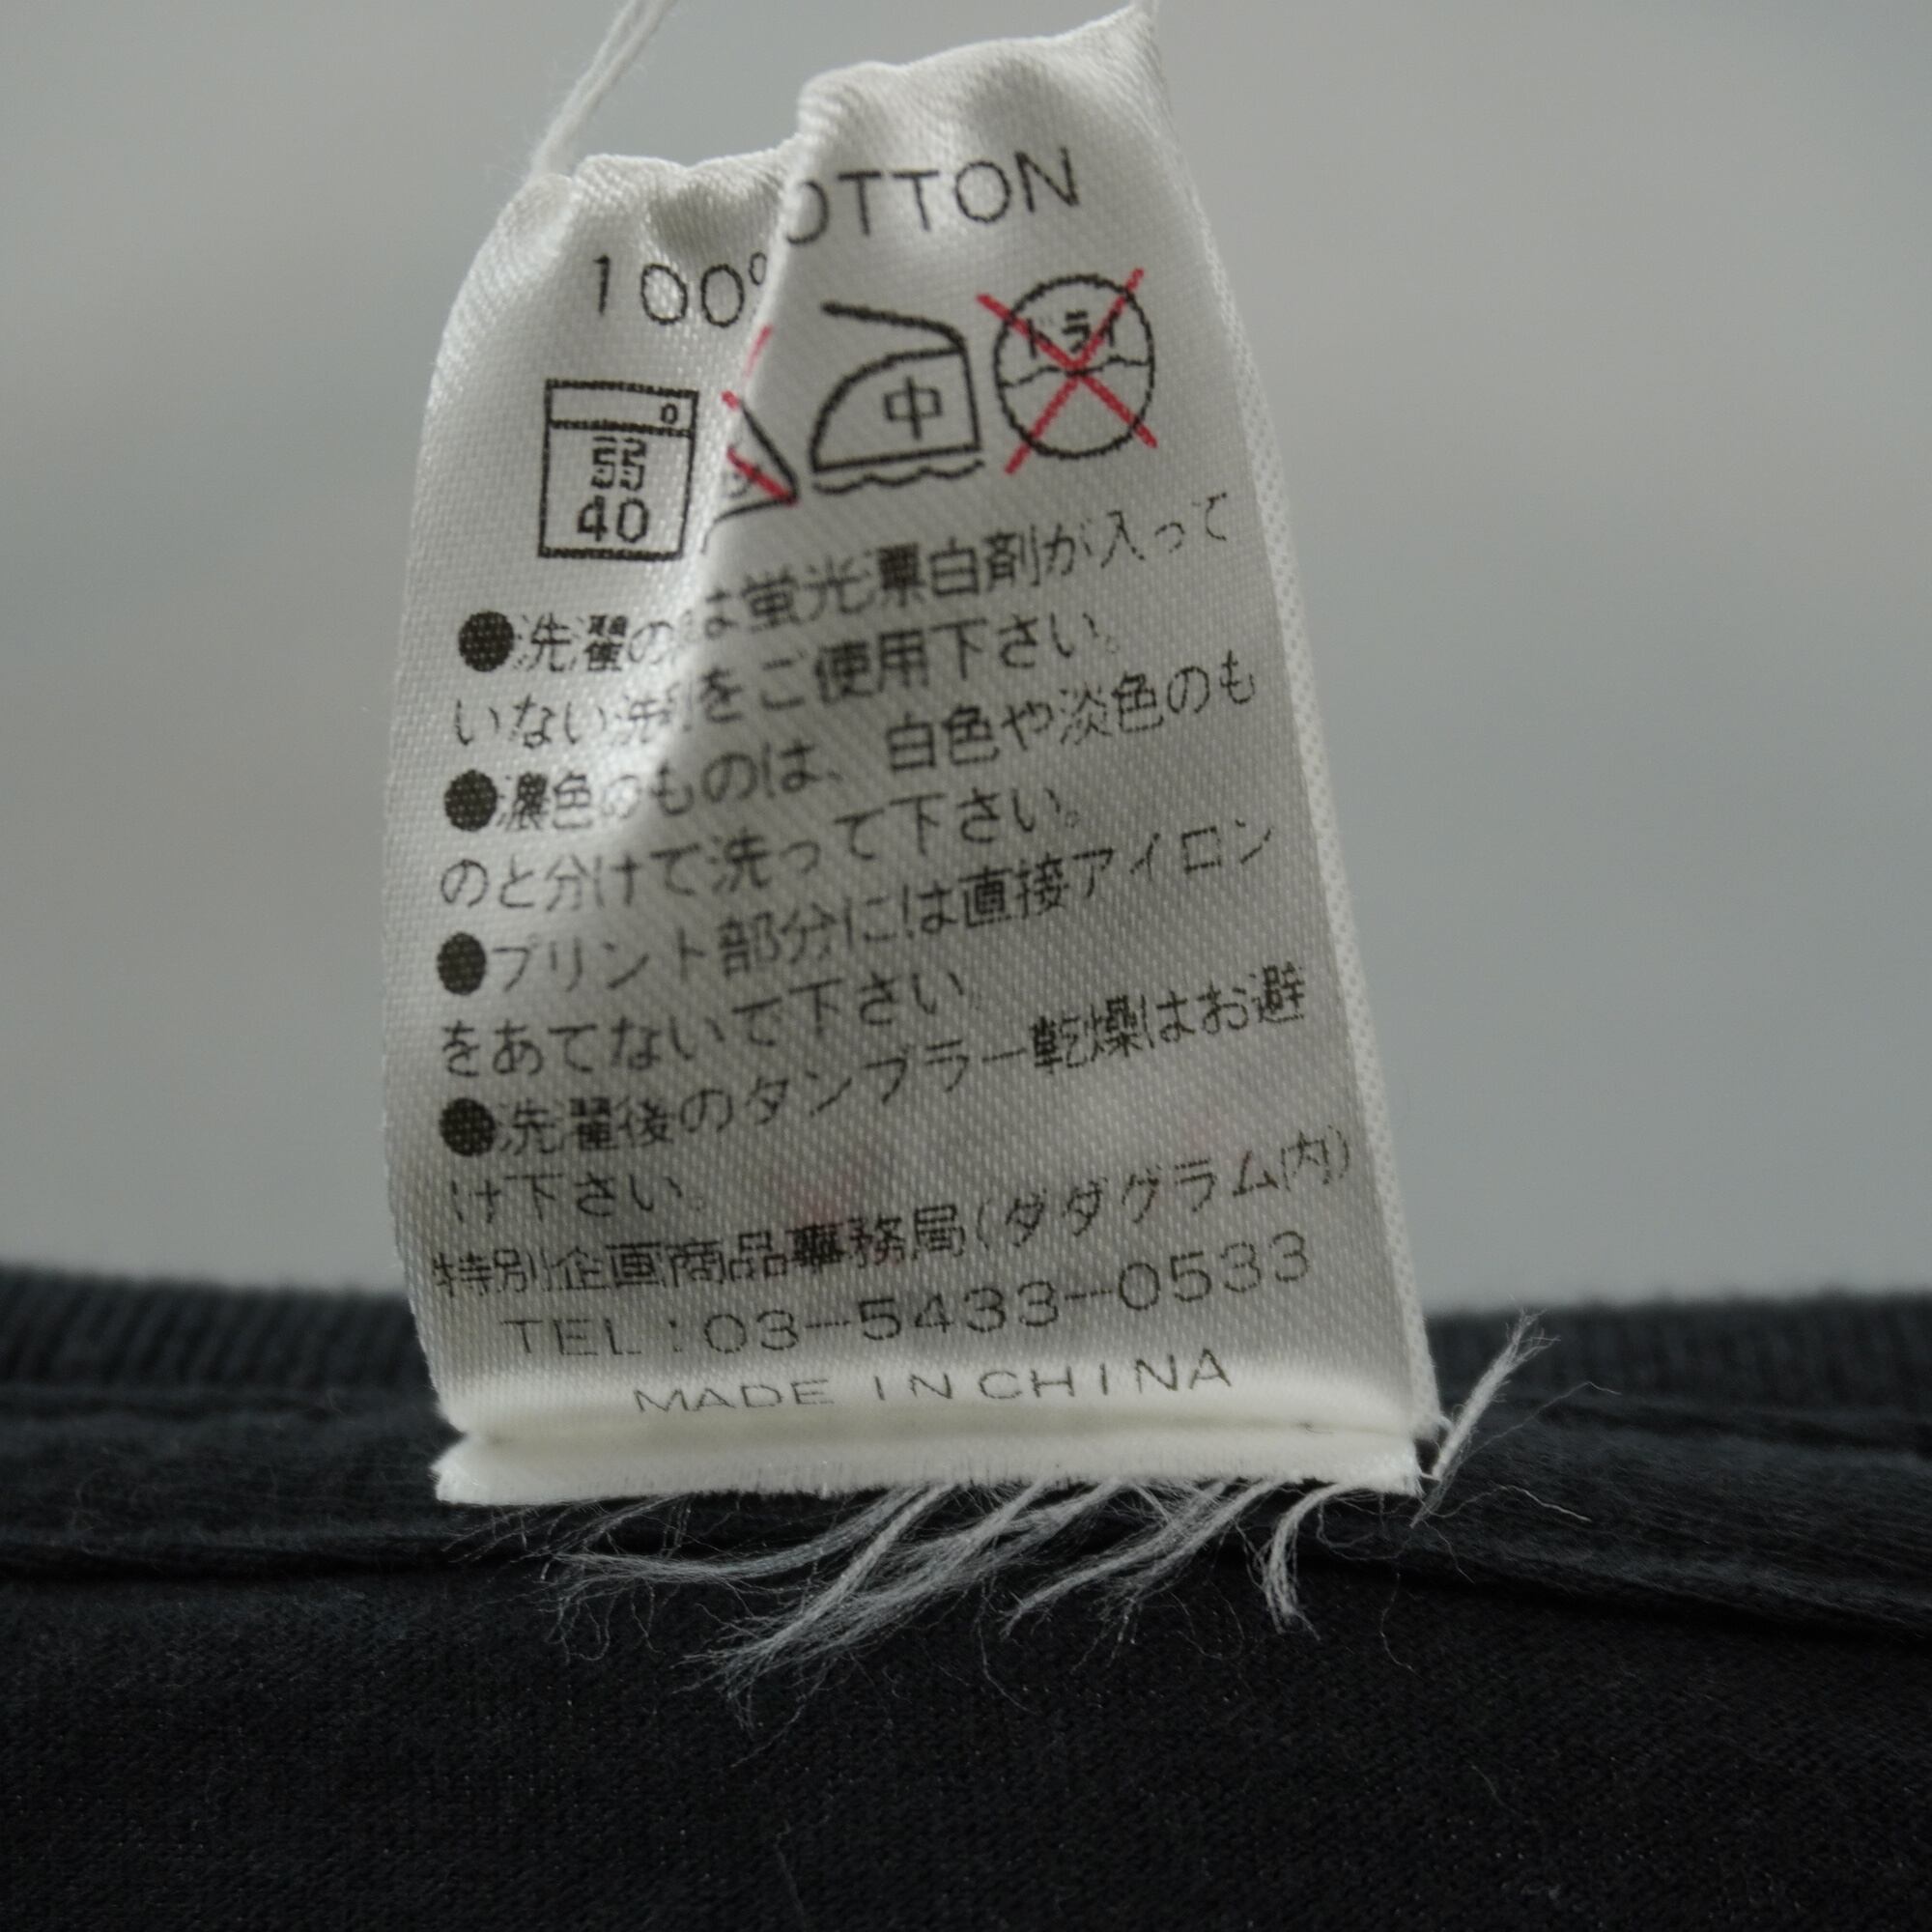 100% OTTON
弱 40
中
ドライ
●洗濯の は蛍光漂白剤が入って
いない洗剤をご使用下さい。
●濃色のものは、白色や淡色のも
のと分けて洗って下さい。
●プリント部分には直接アイロン
をあてないで下さい。
●洗濯後のタンブラー乾燥はお避
け下さい。
特別企画商品事務局(ダダグラム内)
TEL:03-5433-0533
MADE IN CHINA